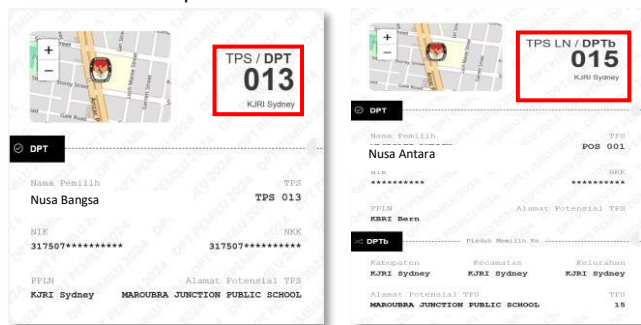 TPS / DPT
013
KJRI Sydney
DPT
Nama Pemilih
TPS
Nusa Bangsa
TPS 013
NIK
NKK
317507**********
317507**********
PPLN
Alamat Potensial TPS
KJRI Sydney
MAROUBRA JUNCTION PUBLIC SCHOOL
TPS LN / DPTb
015
KJRI Sydney
DPT
Nama Pemilih
TPS
Nusa Antara
POS 001
NIK
NKK
**********
**********
PPLN
Alamat Potensial TPS
KBRI Bern
DPTb
Pindah Memilih Ke
Kabupaten
Kecamatan
Kelurahan
KJRI Sydney
KJRI Sydney
KJRI Sydney
Alamat Potensial TPS
TPS
MAROUBRA JUNCTION PUBLIC SCHOOL
15